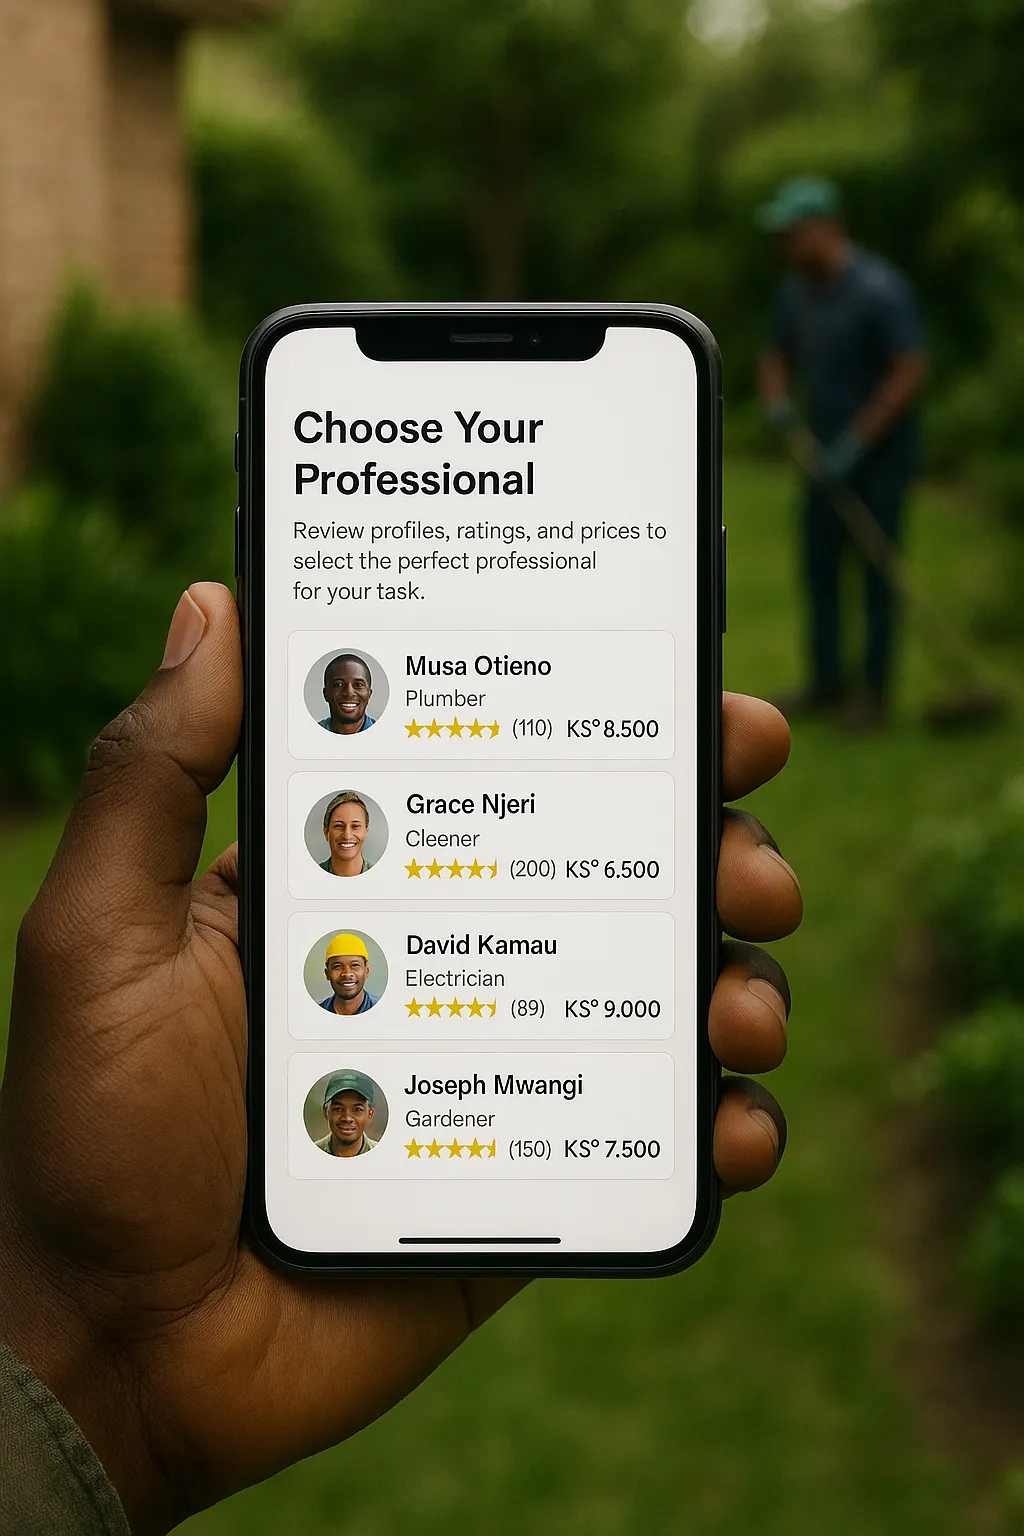 Choose Your
Professional
Review profiles, ratings, and prices to
select the perfect professional
for your task.
Musa Otieno
Plumber
(110) KS° 8.500
Grace Njeri
Cleener
(200) KS° 6.500
David Kamau
Electrician
(89) KS° 9.000
Joseph Mwangi
Gardener
(150) KS° 7.500